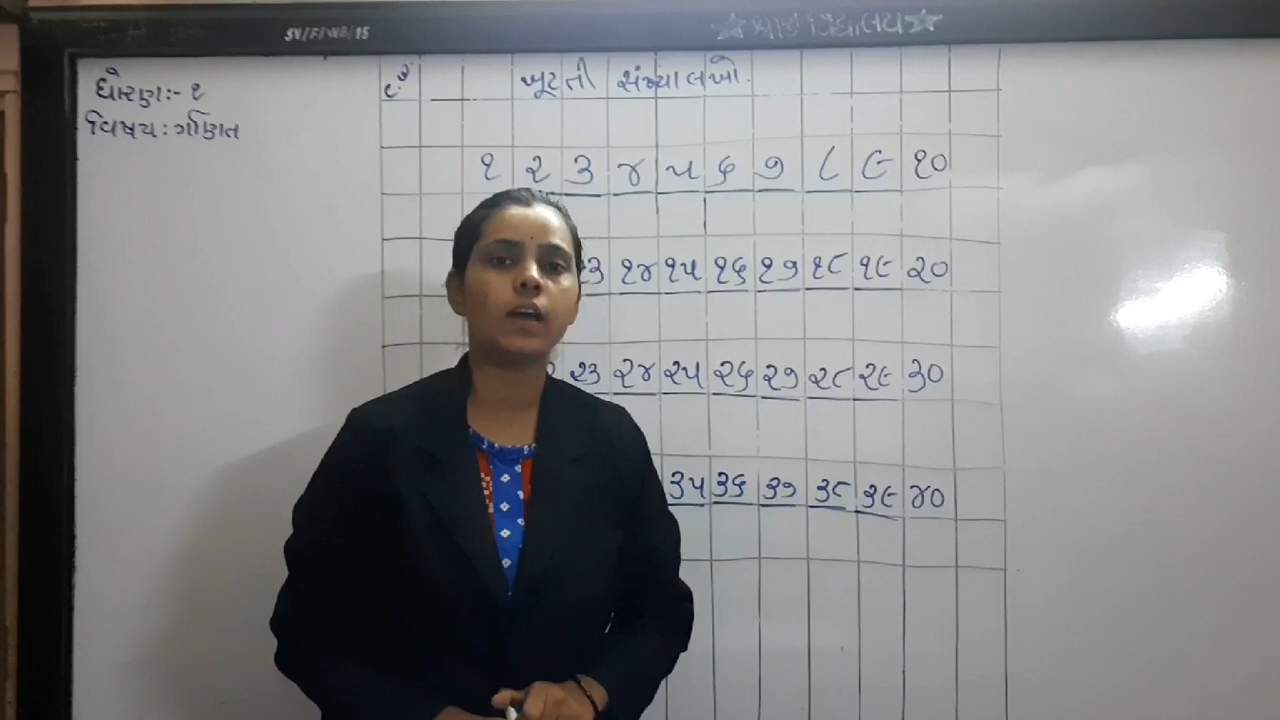 SV/F/WB/15
ધોરણ:- ૧
વિષય: ગણિત
ખૂટતી સંખ્યા લખો.
૧ ૨ ૩ ૪ ૫ ૬ ૭ ૮ ૯ ૧૦
૧૪ ૧૫ ૧૬ ૧૭ ૧૮ ૧૯ ૨૦
૨૩ ૨૪ ૨૫ ૨૬ ૨૭ ૨૮ ૨૯ ૩૦
૩૫ ૩૬ ૩૭ ૩૮ ૩૯ ૪૦